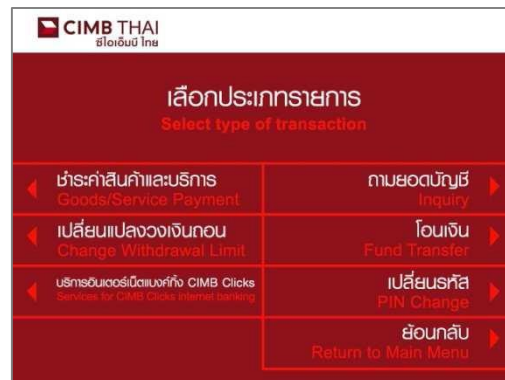 CIMB THAI
ซีไอเอ็มบี ไทย
เลือกประเภทรายการ
Select type of transaction
ชำระค่าสินค้าและบริการ
Goods/Service Payment
ถามยอดบัญชี
Inquiry
เปลี่ยนแปลงวงเงินถอน
Change Withdrawal Limit
โอนเงิน
Fund Transfer
บริการอินเตอร์เน็ตแบงค์กิ้ง CIMB Clicks
Services for CIMB Clicks internet banking
เปลี่ยนรหัส
PIN Change
ย้อนกลับ
Return to Main Menu